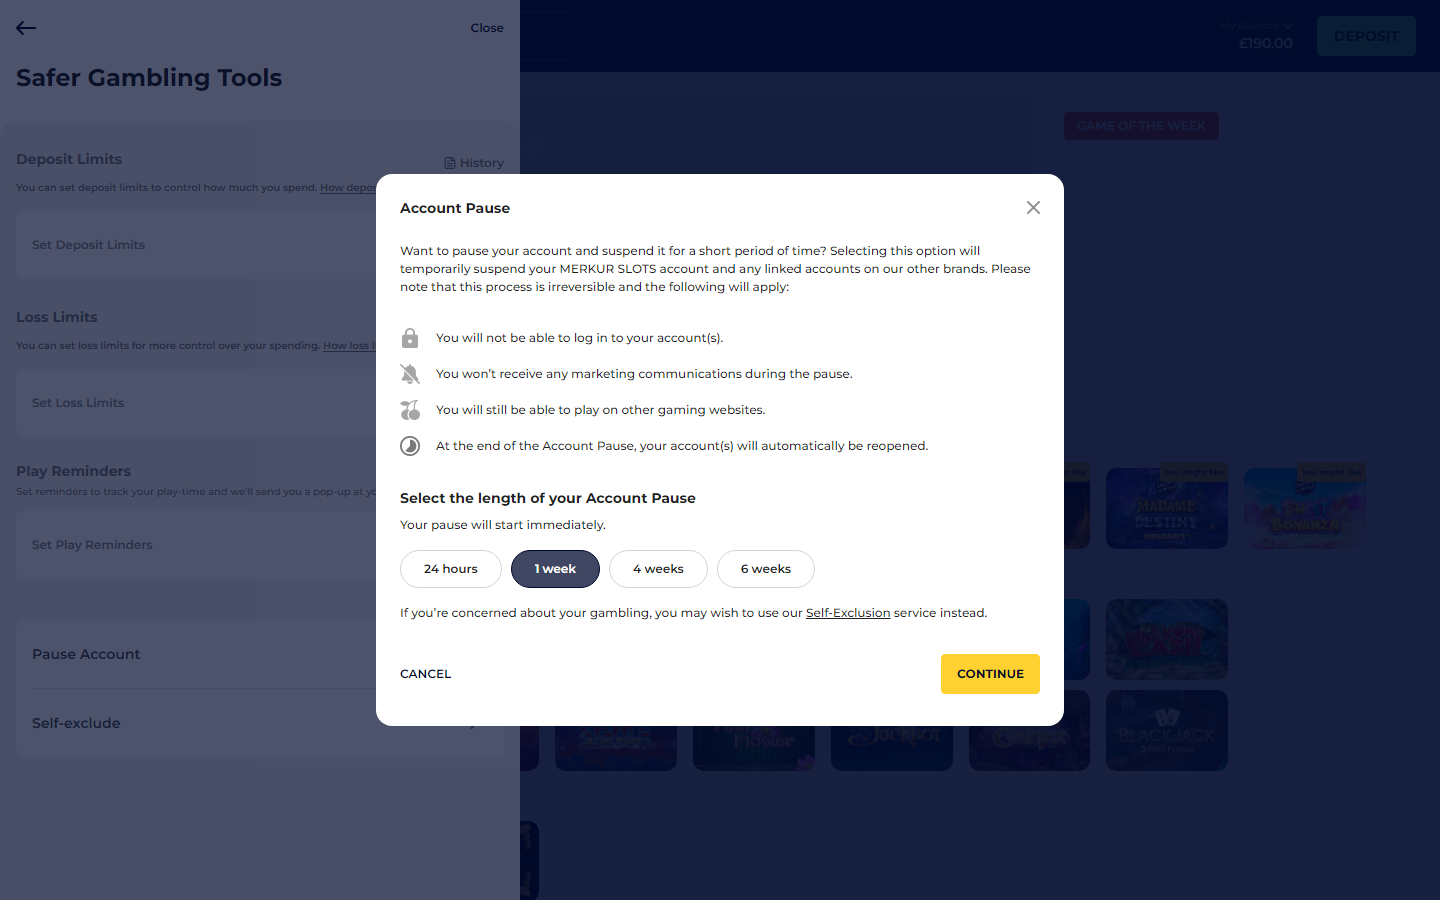 Close
My Balance
£190.00
DEPOSIT
Safer Gambling Tools
GAME OF THE WEEK
Deposit Limits
History
You can set deposit limits to control how much you spend. How depos
Set Deposit Limits
Loss Limits
You can set loss limits for more control over your spending. How loss l
Set Loss Limits
Play Reminders
Set reminders to track your play-time and we'll send you a pop-up at yo
Set Play Reminders
Pause Account
Self-exclude
Account Pause
Want to pause your account and suspend it for a short period of time? Selecting this option will
temporarily suspend your MERKUR SLOTS account and any linked accounts on our other brands. Please
note that this process is irreversible and the following will apply:
You will not be able to log in to your account(s).
You won't receive any marketing communications during the pause.
You will still be able to play on other gaming websites.
At the end of the Account Pause, your account(s) will automatically be reopened.
Select the length of your Account Pause
Your pause will start immediately.
24 hours
1 week
4 weeks
6 weeks
If you're concerned about your gambling, you may wish to use our Self-Exclusion service instead.
CANCEL
CONTINUE
like
You might like
You might like
MADAME
DESTINY
MEGAWAYS
SWEET
BONANZA
Flower
Jackpot
BLACKJACK